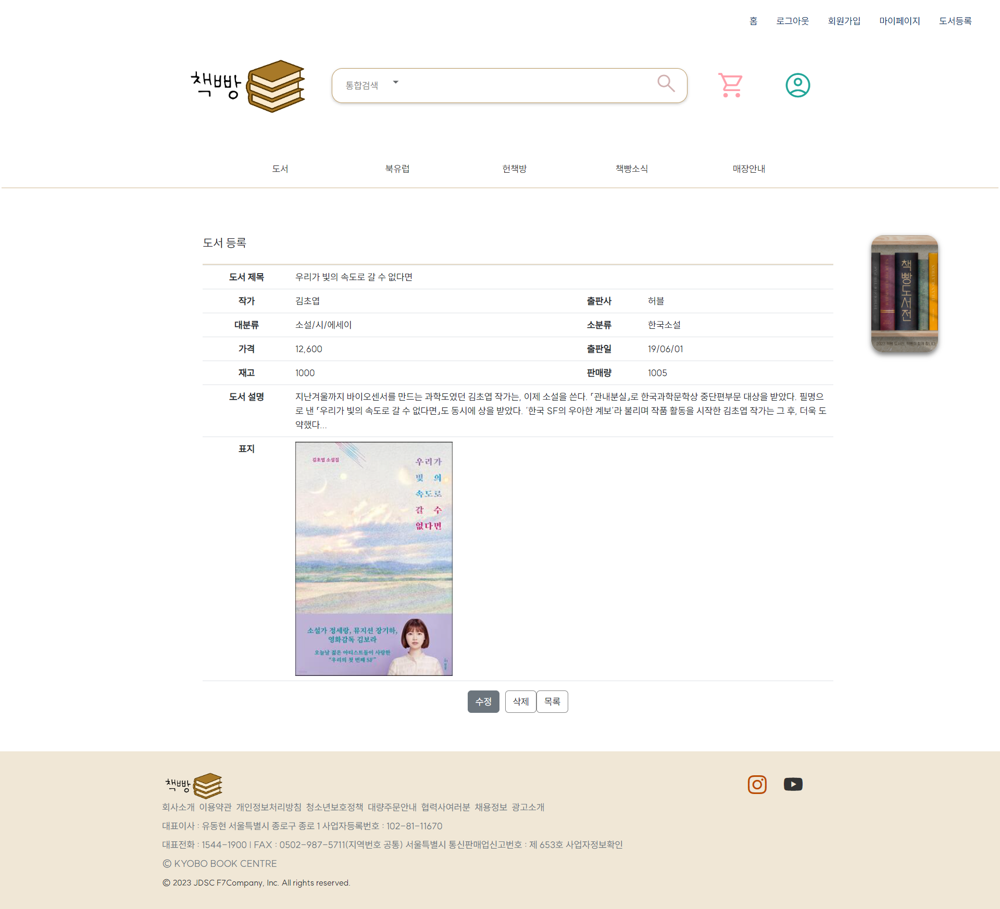 홈 로그아웃 회원가입 마이페이지 도서등록
책빵
통합검색
도서 북유럽 헌책방 책빵소식 매장안내
도서 등록
도서 제목 우리가 빛의 속도로 갈 수 없다면
작가 김초엽 출판사 허블
대분류 소설/시/에세이 소분류 한국소설
가격 12,600 출판일 19/06/01
재고 1000 판매량 1005
도서 설명 지난겨울까지 바이오센서를 만드는 과학도였던 김초엽 작가는, 이제 소설을 쓴다. 「관내분실」로 한국과학문학상 중단편부문 대상을 받았다. 필명으
로 낸 「우리가 빛의 속도로 갈 수 없다면」도 동시에 상을 받았다. ‘한국 SF의 우아한 계보’라 불리며 작품 활동을 시작한 김초엽 작가는 그 후, 더욱 도
약했다...
표지
김초엽 소설집
우리가
빛의
속도로
갈 수
없다면
소설가 정세랑, 뮤지션 장기하,
영화감독 김보라
오늘날 젊은 아티스트들이 사랑한
“우리의 첫 번째 SF”
허블
책빵도서전
2023 책빵 도서전, 책빵이 함께 합니다.
수정 삭제 목록
책빵
회사소개 이용약관 개인정보처리방침 청소년보호정책 대량주문안내 협력사여러분 채용정보 광고소개
대표이사 : 유동현 서울특별시 종로구 종로 1 사업자등록번호 : 102-81-11670
대표전화 : 1544-1900 | FAX : 0502-987-5711(지역번호 공통) 서울특별시 통신판매업신고번호 : 제 653호 사업자정보확인
© KYOBO BOOK CENTRE
© 2023 JDSC F7Company, Inc. All rights reserved.